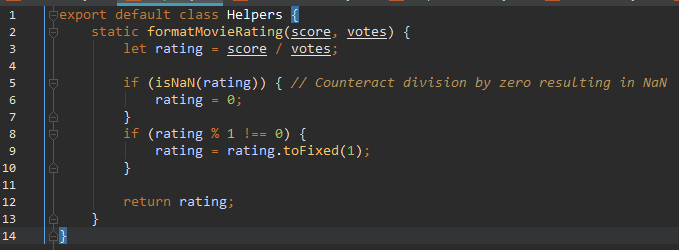 1 export default class Helpers {
2 static formatMovieRating(score, votes) {
3 let rating = score / votes;
4
5 if (isNaN(rating)) { // Counteract division by zero resulting in NaN
6 rating = 0;
7 }
8 if (rating % 1 !== 0) {
9 rating = rating.toFixed(1);
10 }
11
12 return rating;
13 }
14 }